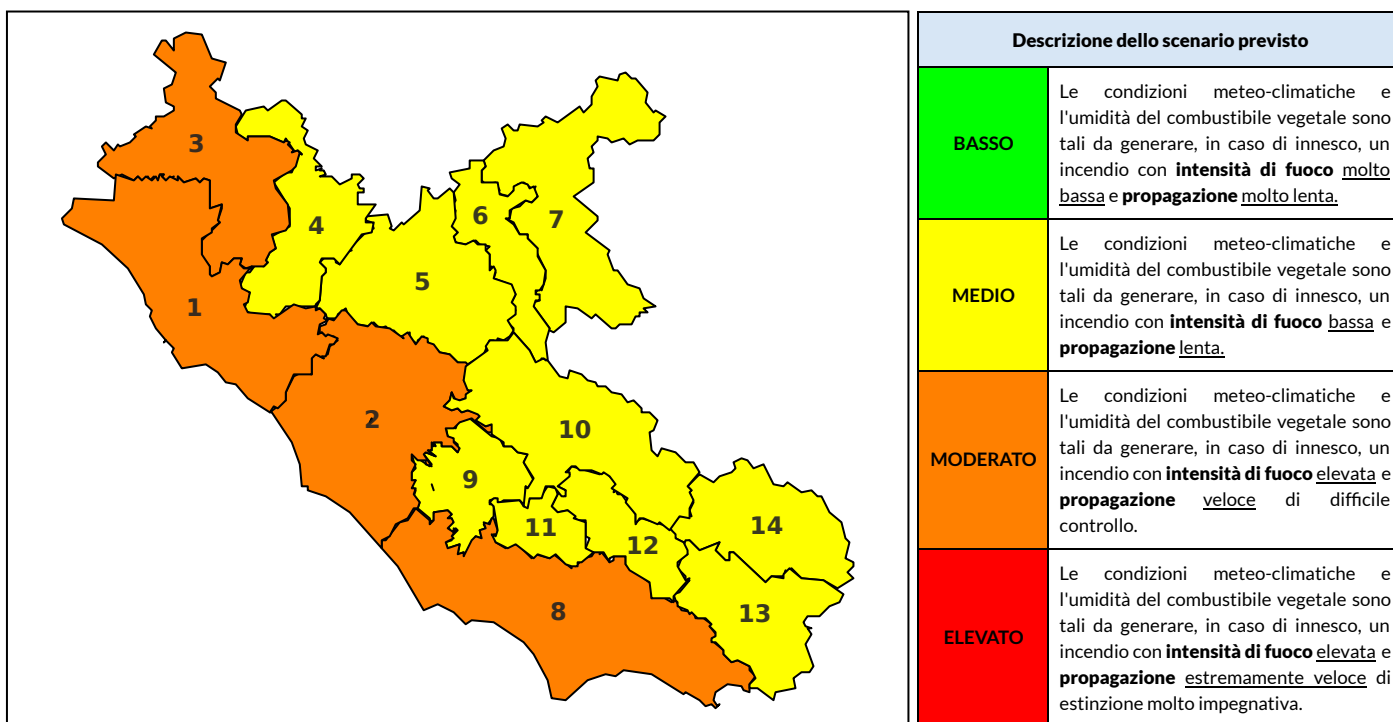 3
4
6
7
5
1
2
10
9
11
12
14
8
13
Descrizione dello scenario previsto
BASSO
Le condizioni meteo-climatiche e
l'umidità del combustibile vegetale sono
tali da generare, in caso di innesco, un
incendio con intensità di fuoco molto
bassa e propagazione molto lenta.
MEDIO
Le condizioni meteo-climatiche e
l'umidità del combustibile vegetale sono
tali da generare, in caso di innesco, un
incendio con intensità di fuoco bassa e
propagazione lenta.
MODERATO
Le condizioni meteo-climatiche e
l'umidità del combustibile vegetale sono
tali da generare, in caso di innesco, un
incendio con intensità di fuoco elevata e
propagazione veloce di difficile
controllo.
ELEVATO
Le condizioni meteo-climatiche e
l'umidità del combustibile vegetale sono
tali da generare, in caso di innesco, un
incendio con intensità di fuoco elevata e
propagazione estremamente veloce di
estinzione molto impegnativa.